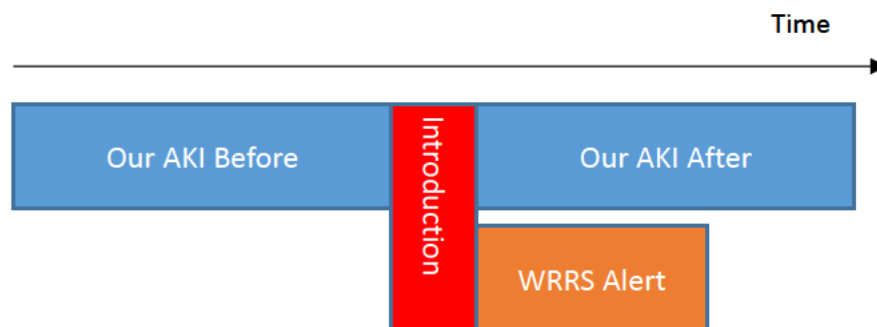 Time
Our AKI Before
Introduction
Our AKI After
WRRS Alert